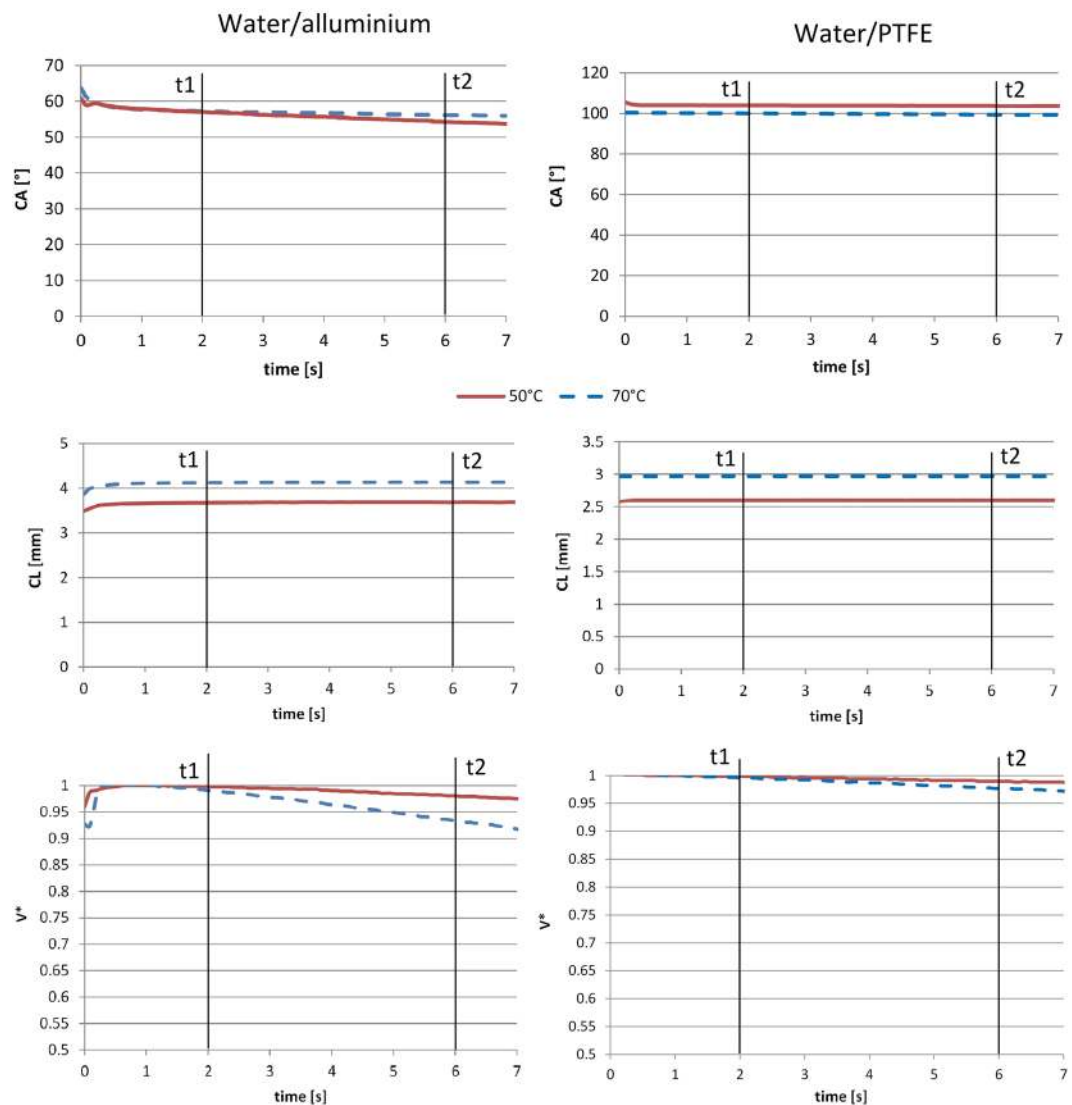 Water/alluminium
Water/PTFE
70
60
50
40
30
20
10
0
CA [°]
t1
t2
0 1 2 3 4 5 6 7
time [s]
120
100
80
60
40
20
0
CA [°]
t1
t2
0 1 2 3 4 5 6 7
time [s]
50°C 70°C
5
4
3
2
1
0
CL [mm]
t1
t2
0 1 2 3 4 5 6 7
time [s]
3.5
3
2.5
2
1.5
1
0.5
0
CL [mm]
t1
t2
0 1 2 3 4 5 6 7
time [s]
1
0.95
0.9
0.85
0.8
0.75
0.7
0.65
0.6
0.55
0.5
V*
t1
t2
0 1 2 3 4 5 6 7
time [s]
1
0.95
0.9
0.85
0.8
0.75
0.7
0.65
0.6
0.55
0.5
V*
t1
t2
0 1 2 3 4 5 6 7
time [s]